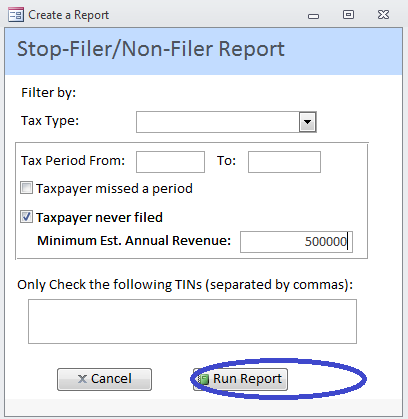 Create a Report
Stop-Filer/Non-Filer Report
Filter by:
Tax Type:
Tax Period From: To:
Taxpayer missed a period
Taxpayer never filed
Minimum Est. Annual Revenue: 500000
Only Check the following TINs (separated by commas):
Cancel Run Report